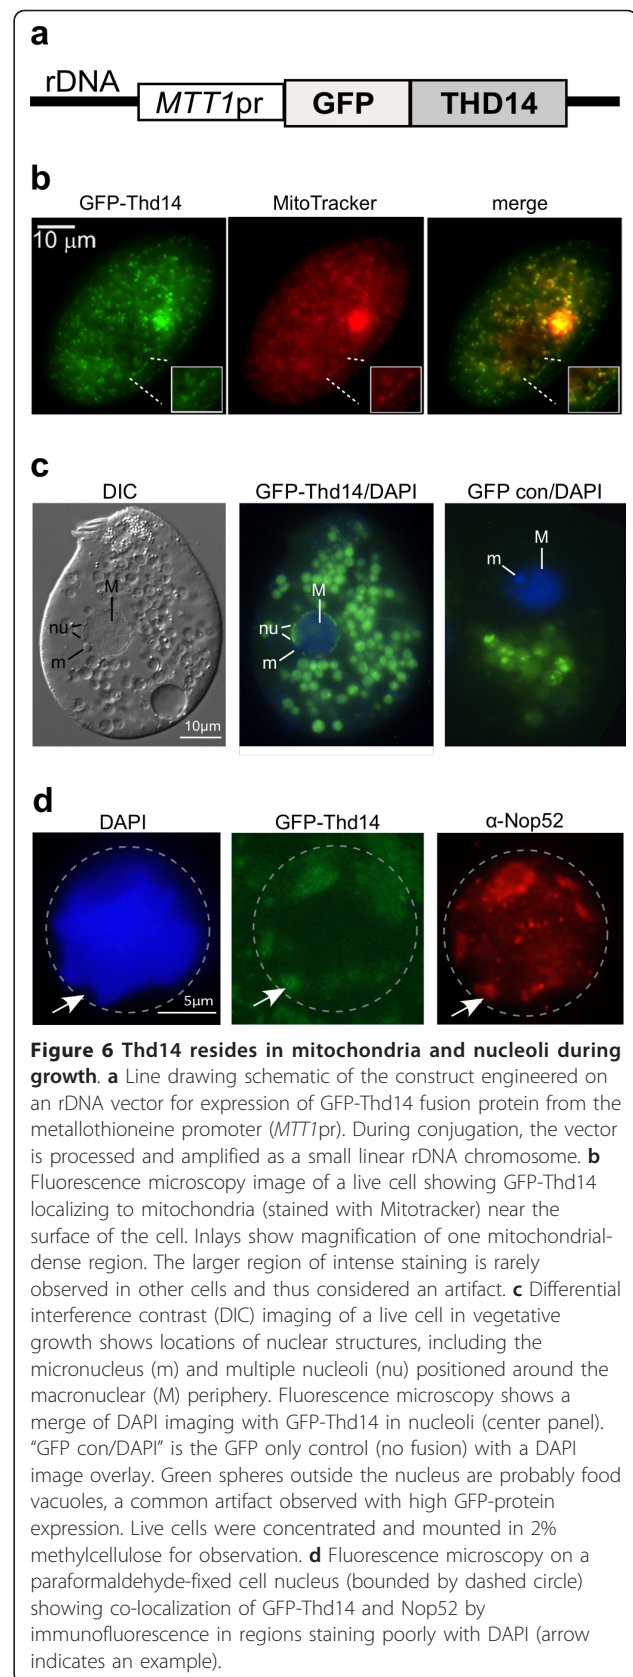 a
rDNA
MTT1pr GFP THD14
b
GFP-Thd14 MitoTracker merge
10 μm
c
DIC GFP-Thd14/DAPI GFP con/DAPI
M
m
M M
nu nu
m m
10μm
d
DAPI GFP-Thd14 α-Nop52
5μm
Figure 6 Thd14 resides in mitochondria and nucleoli during
growth. a Line drawing schematic of the construct engineered on
an rDNA vector for expression of GFP-Thd14 fusion protein from the
metallothioneine promoter (MTT1pr). During conjugation, the vector
is processed and amplified as a small linear rDNA chromosome. b
Fluorescence microscopy image of a live cell showing GFP-Thd14
localizing to mitochondria (stained with Mitotracker) near the
surface of the cell. Inlays show magnification of one mitochondrial-
dense region. The larger region of intense staining is rarely
observed in other cells and thus considered an artifact. c Differential
interference contrast (DIC) imaging of a live cell in vegetative
growth shows locations of nuclear structures, including the
micronucleus (m) and multiple nucleoli (nu) positioned around the
macronuclear (M) periphery. Fluorescence microscopy shows a
merge of DAPI imaging with GFP-Thd14 in nucleoli (center panel).
“GFP con/DAPI” is the GFP only control (no fusion) with a DAPI
image overlay. Green spheres outside the nucleus are probably food
vacuoles, a common artifact observed with high GFP-protein
expression. Live cells were concentrated and mounted in 2%
methylcellulose for observation. d Fluorescence microscopy on a
paraformaldehyde-fixed cell nucleus (bounded by dashed circle)
showing co-localization of GFP-Thd14 and Nop52 by
immunofluorescence in regions staining poorly with DAPI (arrow
indicates an example).